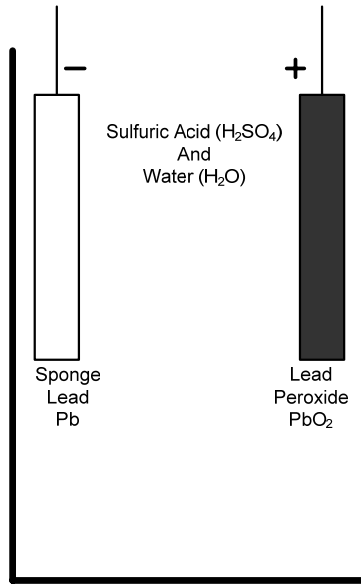 −
+
Sulfuric Acid (H₂SO₄)
And
Water (H₂O)
Sponge
Lead
Pb
Lead
Peroxide
PbO₂